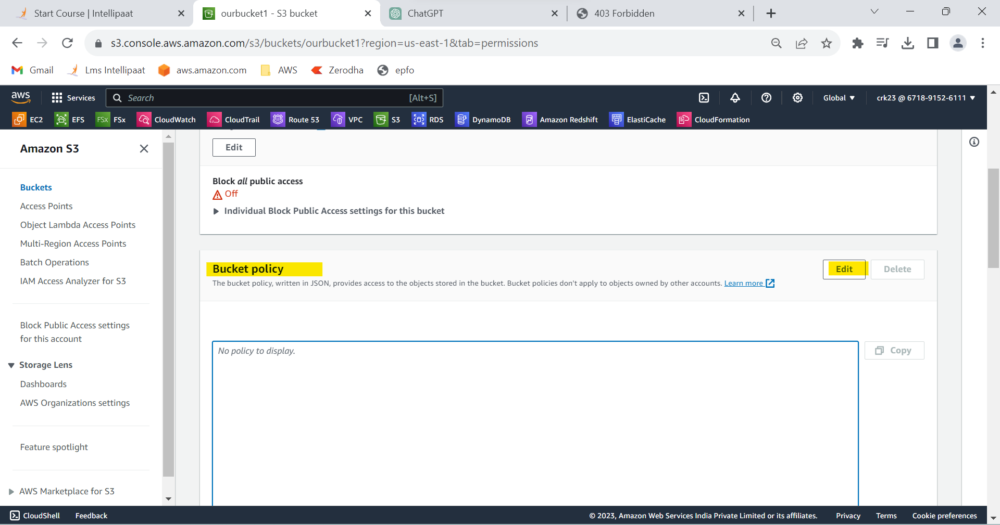 Start Course | Intellipaat
ourbucket1 - S3 bucket
ChatGPT
403 Forbidden
s3.console.aws.amazon.com/s3/buckets/ourbucket1?region=us-east-1&tab=permissions
Gmail
Lms Intellipaat
aws.amazon.com
AWS
Zerodha
epfo
aws
Services
Search
[Alt+S]
Global
crk23 @ 6718-9152-6111
EC2
EFS
FSx
FSx
CloudWatch
CloudTrail
Route 53
VPC
S3
RDS
DynamoDB
Amazon Redshift
ElastiCache
CloudFormation
Amazon S3
Buckets
Access Points
Object Lambda Access Points
Multi-Region Access Points
Batch Operations
IAM Access Analyzer for S3
Block Public Access settings
for this account
Storage Lens
Dashboards
AWS Organizations settings
Feature spotlight
AWS Marketplace for S3
Edit
Block all public access
Off
Individual Block Public Access settings for this bucket
Bucket policy
Edit
Delete
The bucket policy, written in JSON, provides access to the objects stored in the bucket. Bucket policies don't apply to objects owned by other accounts. Learn more
No policy to display.
Copy
CloudShell
Feedback
© 2023, Amazon Web Services India Private Limited or its affiliates.
Privacy
Terms
Cookie preferences